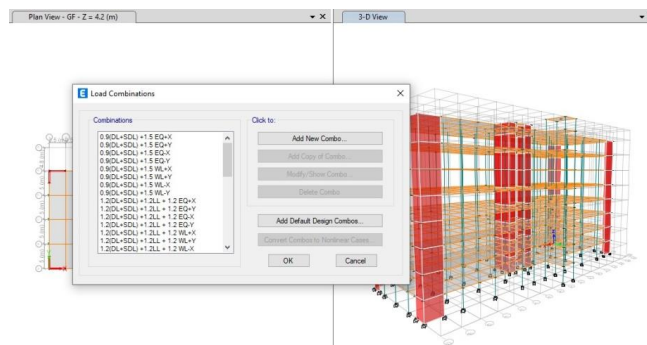 Plan View - GF - Z = 4.2 (m)
3-D View
E Load Combinations
Combinations
0.9(DL+SDL) +1.5 EQ+X
0.9(DL+SDL) +1.5 EQ+Y
0.9(DL+SDL) +1.5 EQ-X
0.9(DL+SDL) +1.5 EQ-Y
0.9(DL+SDL) +1.5 WL+X
0.9(DL+SDL) +1.5 WL+Y
0.9(DL+SDL) +1.5 WL-X
0.9(DL+SDL) +1.5 WL-Y
1.2(DL+SDL) +1.2LL + 1.2 EQ+X
1.2(DL+SDL) +1.2LL + 1.2 EQ+Y
1.2(DL+SDL) +1.2LL + 1.2 EQ-X
1.2(DL+SDL) +1.2LL + 1.2 EQ-Y
1.2(DL+SDL) +1.2LL + 1.2 WL+X
1.2(DL+SDL) +1.2LL + 1.2 WL+Y
1.2(DL+SDL) +1.2LL + 1.2 WL-X
Click to:
Add New Combo...
Add Copy of Combo...
Modify/Show Combo...
Delete Combo
Add Default Design Combos...
Convert Combos to Nonlinear Cases...
OK
Cancel